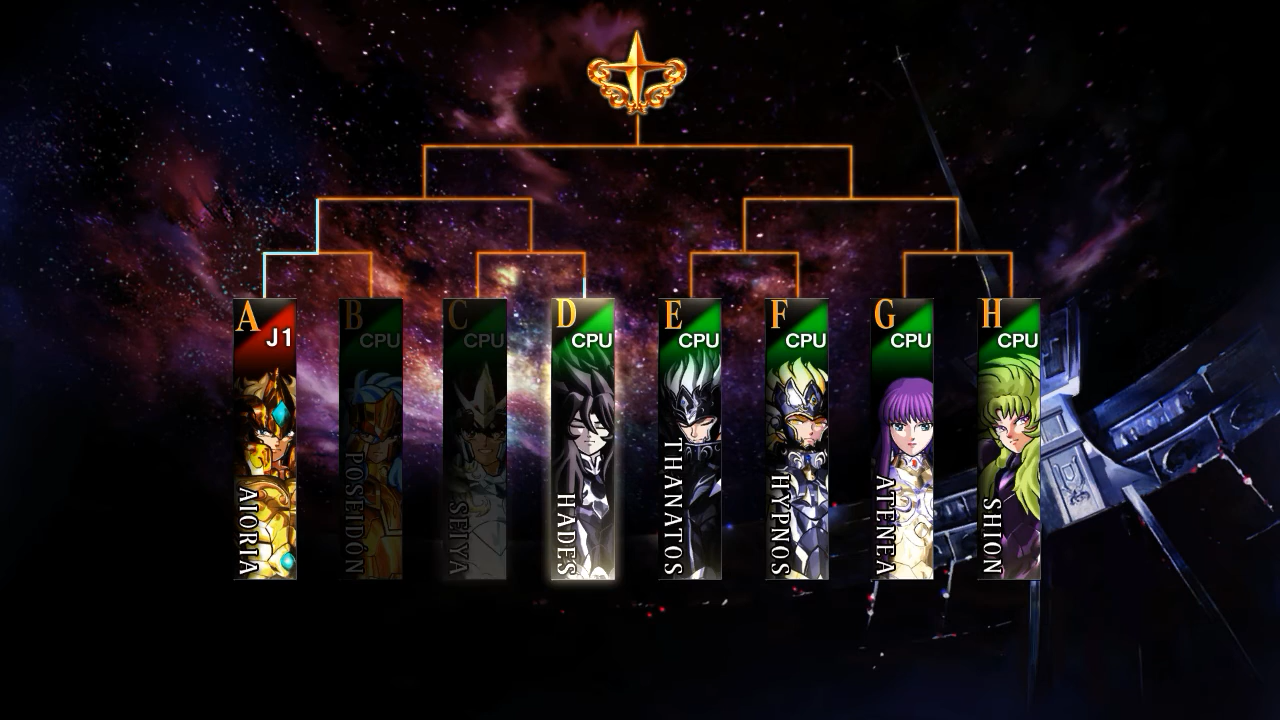 A
J1
AIORIA
B
CPU
POSEIDON
C
CPU
SEIYA
D
CPU
HADES
E
CPU
THANATOS
F
CPU
HYPNOS
G
CPU
ATENEA
H
CPU
SHION